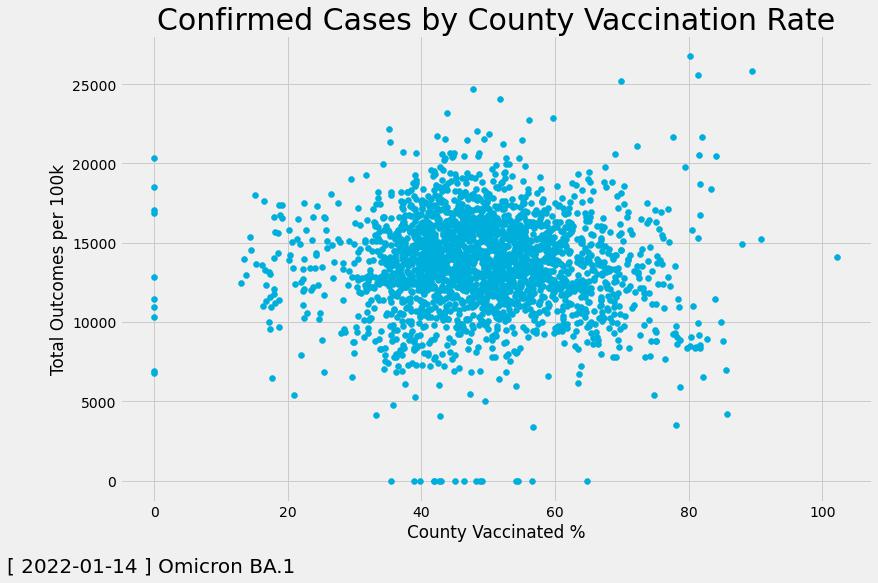 Confirmed Cases by County Vaccination Rate
Total Outcomes per 100k
25000
20000
15000
10000
5000
0
0 20 40 60 80 100
County Vaccinated %
[ 2022-01-14 ] Omicron BA.1